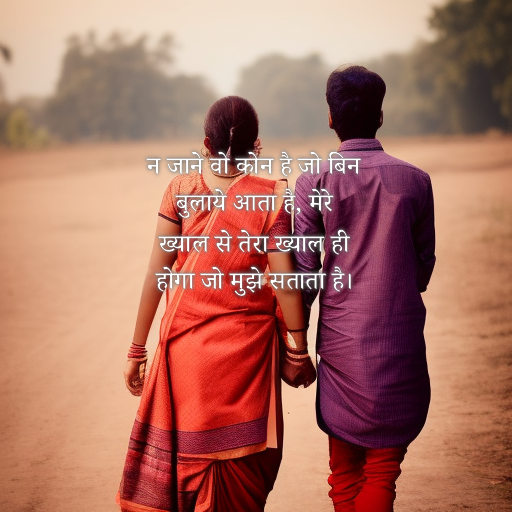 न जाने वो कोन है जो बिन
बुलाये आता है, मेरे
ख्याल से तेरा ख्याल ही
होगा जो मुझे सताता है।